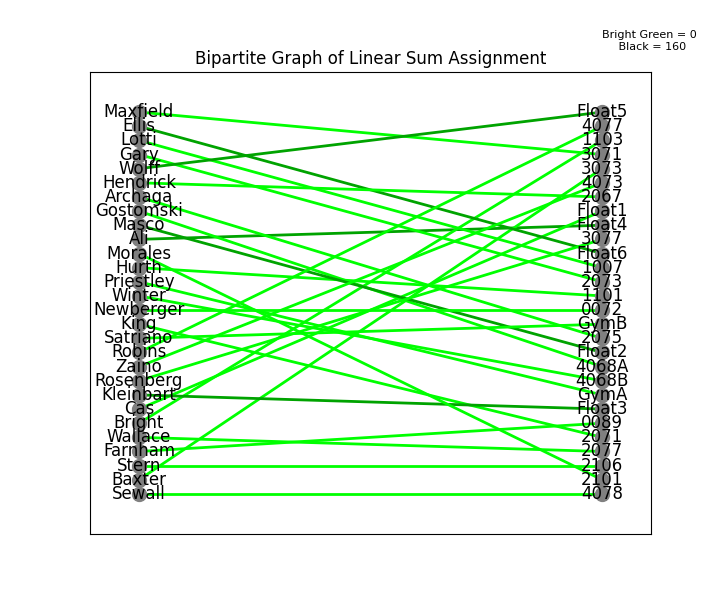 Bright Green = 0
Black = 160
Bipartite Graph of Linear Sum Assignment
Maxfield
Ellis
Lotti
Gary
Wolff
Hendrick
Archaga
Gostomski
Masco
Ali
Morales
Hurth
Priestley
Winter
Newberger
King
Satriano
Robins
Zaino
Rosenberg
Kleinbart
Cas
Bright
Wallace
Farnham
Stern
Baxter
Sewall
Float5
4077
1103
3071
3073
4073
2067
Float1
Float4
3077
Float6
1007
2073
1101
0072
GymB
2075
Float2
4068A
4068B
GymA
Float3
0089
2071
2077
2106
2101
4078